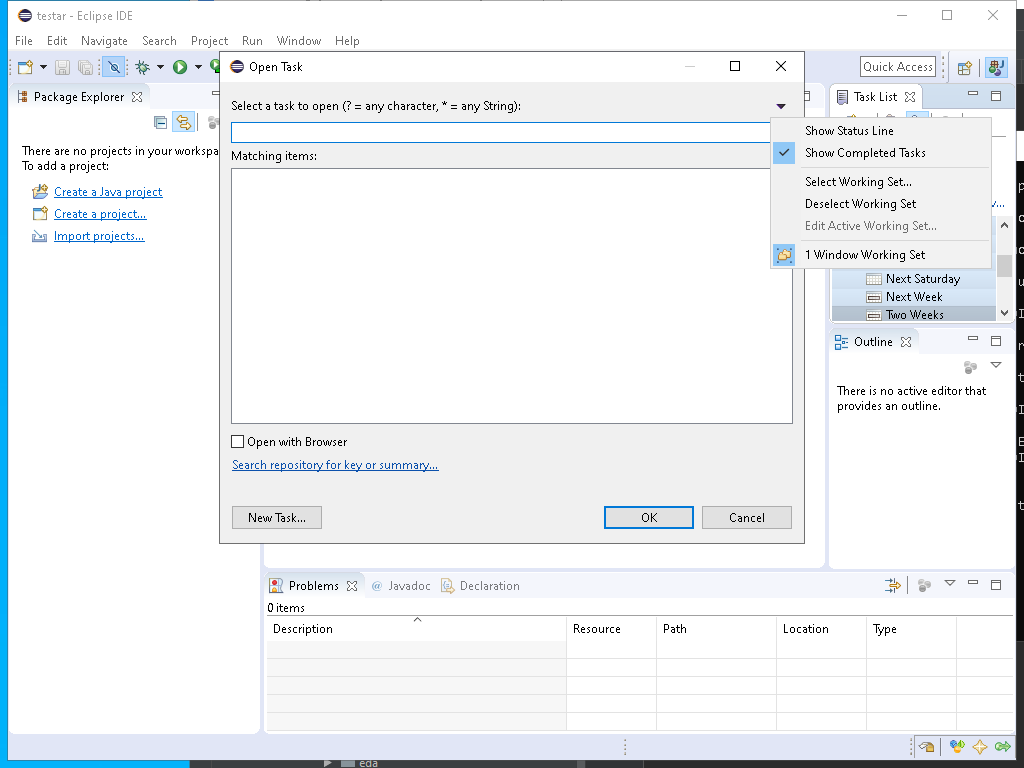 testar - Eclipse IDE
File Edit Navigate Search Project Run Window Help
Quick Access
Package Explorer
There are no projects in your workspa
To add a project:
Create a Java project
Create a project...
Import projects...
Open Task
Select a task to open (? = any character, * = any String):
Matching items:
Open with Browser
Search repository for key or summary...
New Task...
OK
Cancel
Task List
Show Status Line
Show Completed Tasks
Select Working Set...
Deselect Working Set
Edit Active Working Set...
1 Window Working Set
Next Saturday
Next Week
Two Weeks
Outline
There is no active editor that
provides an outline.
Problems
@ Javadoc
Declaration
0 items
Description Resource Path Location Type
eda